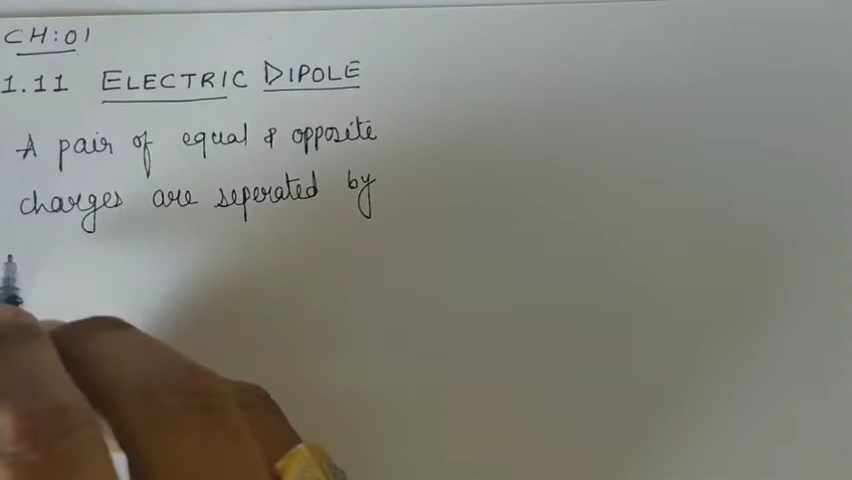 CH:01
1.11 ELECTRIC DIPOLE
A pair of equal & opposite
charges are seperated by